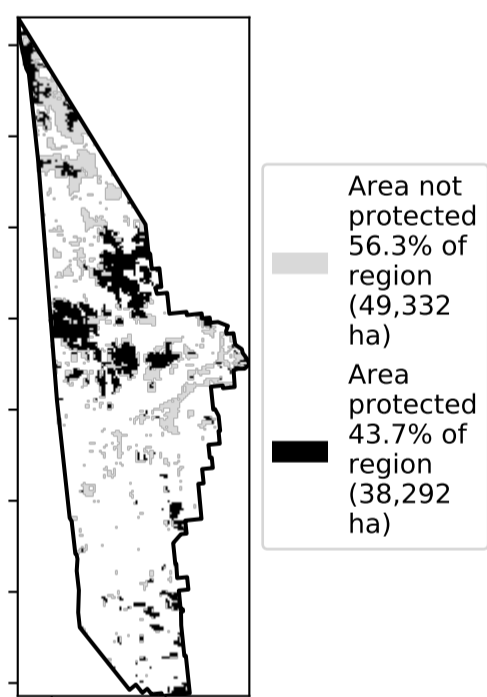 Area not
protected
56.3% of
region
(49,332
ha)
Area
protected
43.7% of
region
(38,292
ha)